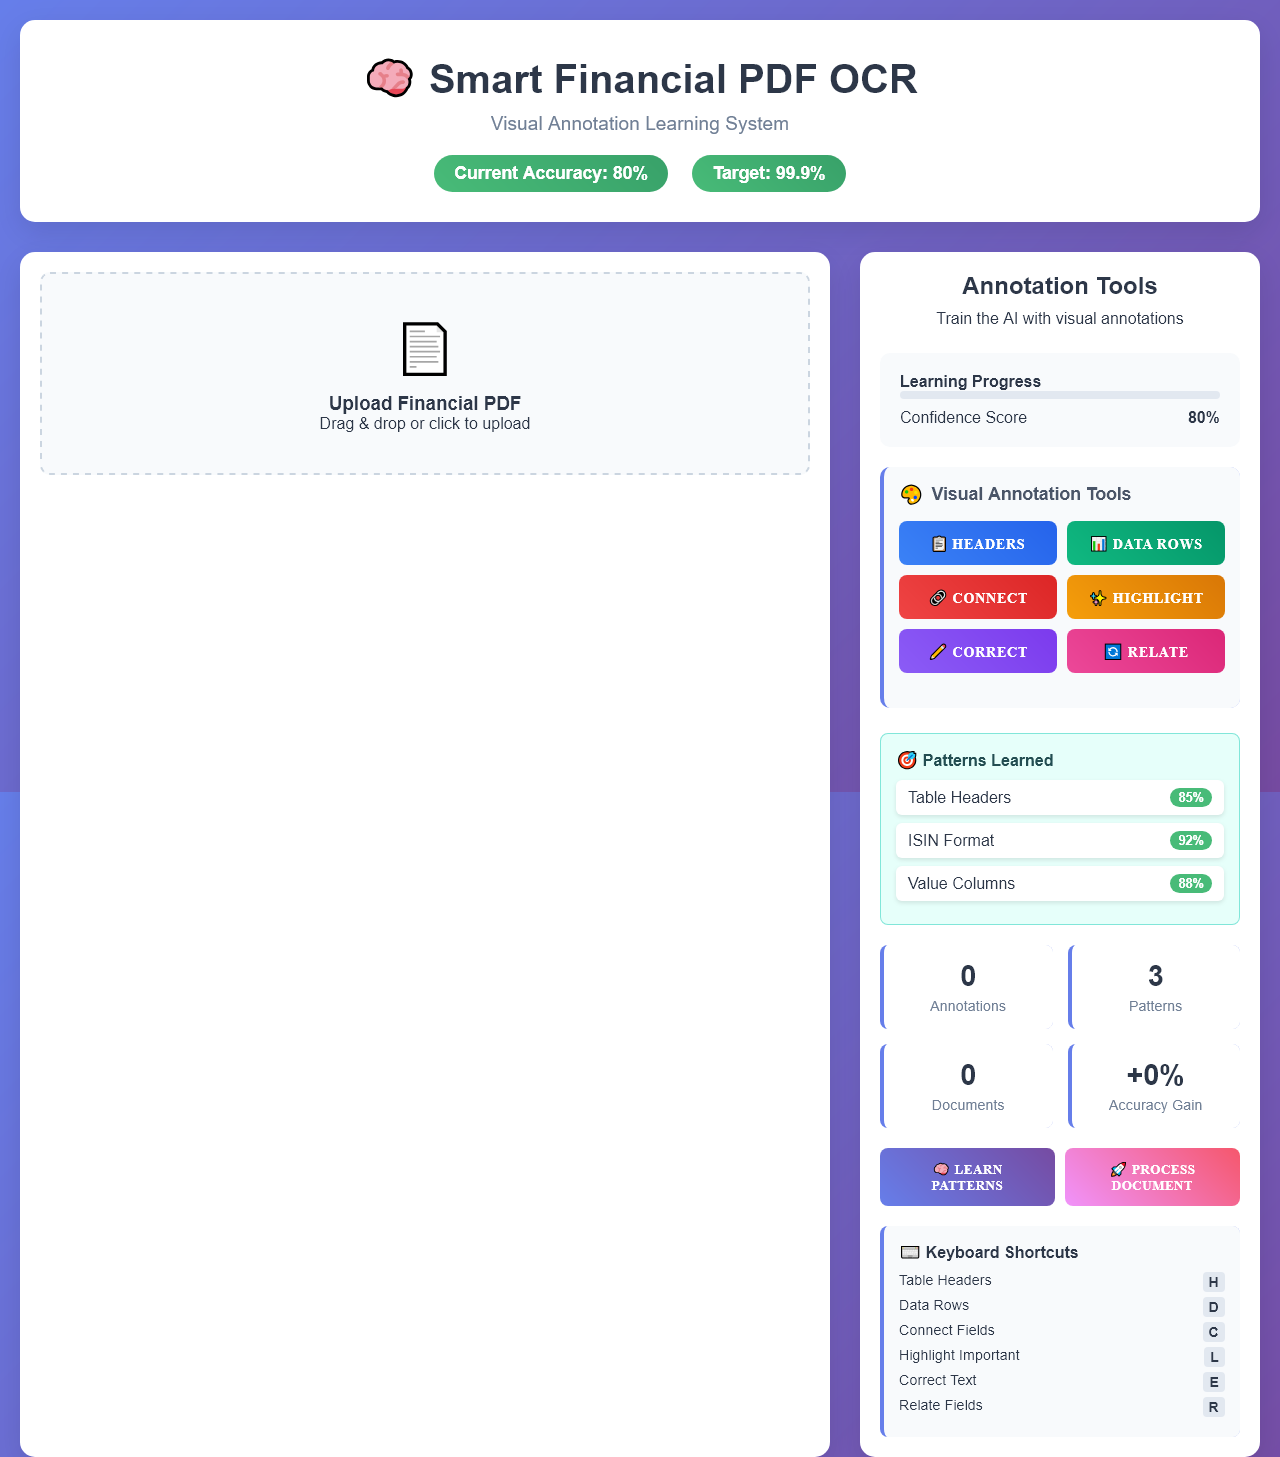 Smart Financial PDF OCR
Visual Annotation Learning System
Current Accuracy: 80%
Target: 99.9%
Upload Financial PDF
Drag & drop or click to upload
Annotation Tools
Train the AI with visual annotations
Learning Progress
Confidence Score 80%
Visual Annotation Tools
HEADERS
DATA ROWS
CONNECT
HIGHLIGHT
CORRECT
RELATE
Patterns Learned
Table Headers 85%
ISIN Format 92%
Value Columns 88%
0
Annotations
3
Patterns
0
Documents
+0%
Accuracy Gain
LEARN
PATTERNS
PROCESS
DOCUMENT
Keyboard Shortcuts
Table Headers H
Data Rows D
Connect Fields C
Highlight Important L
Correct Text E
Relate Fields R